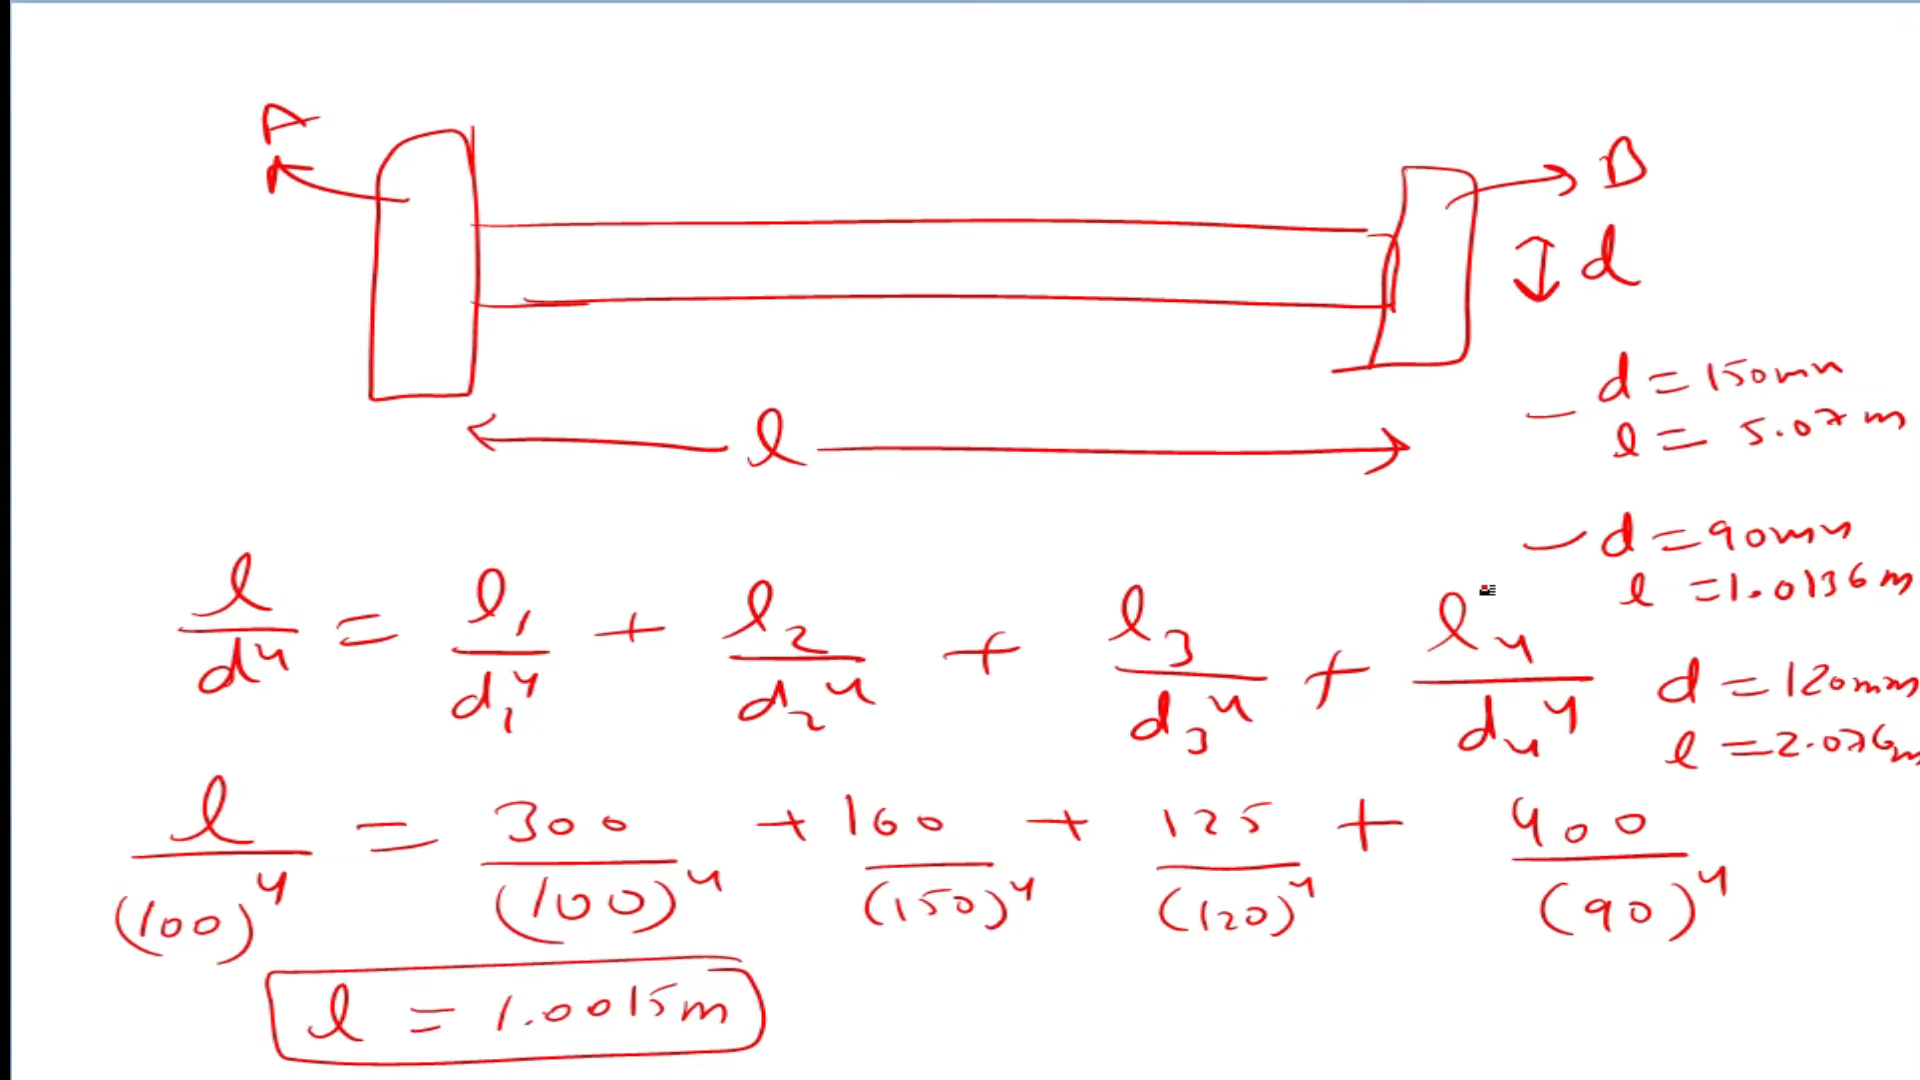 A
B
d
l
d = 150mm
l = 5.07m
d = 90mm
l = 1.0136m
d = 120mm
l = 2.076m
l/d⁴ = l₁/d₁⁴ + l₂/d₂⁴ + l₃/d₃⁴ + l₄/d₄⁴
l/(100)⁴ = 300/(100)⁴ + 160/(150)⁴ + 125/(120)⁴ + 400/(90)⁴
l = 1.0015m